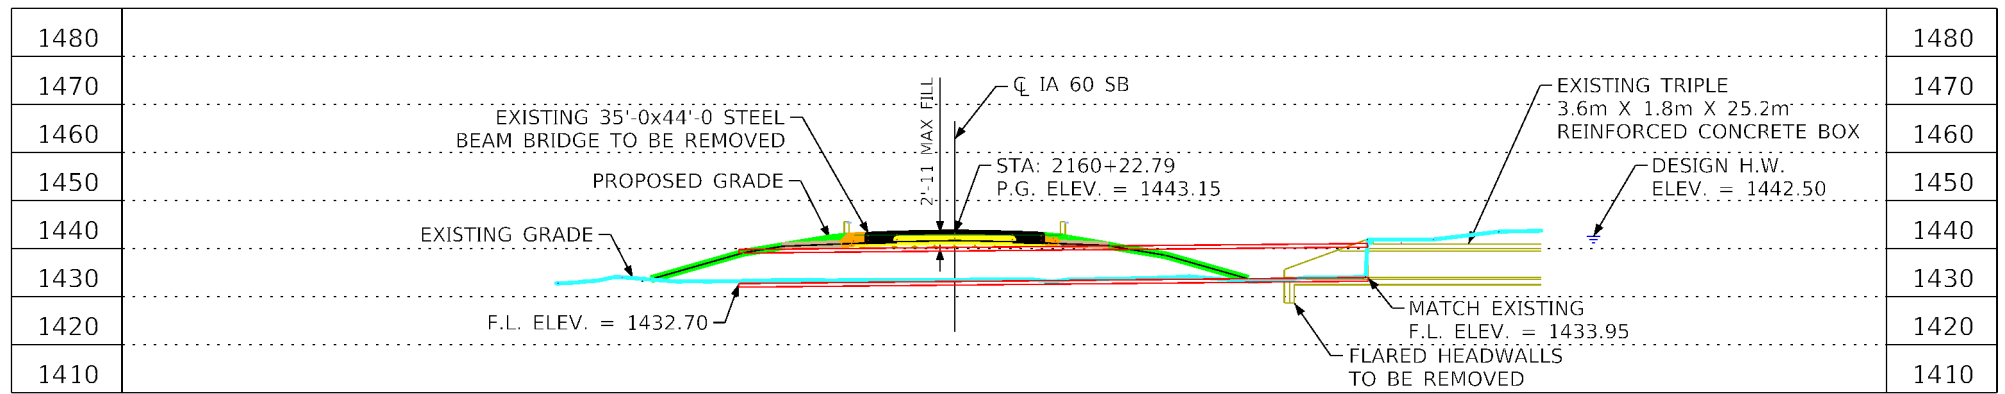 1480
1470
1460
1450
1440
1430
1420
1410
EXISTING 35'-0x44'-0 STEEL
BEAM BRIDGE TO BE REMOVED
PROPOSED GRADE
EXISTING GRADE
F.L. ELEV. = 1432.70
2'-11 MAX FILL
℄ IA 60 SB
STA: 2160+22.79
P.G. ELEV. = 1443.15
EXISTING TRIPLE
3.6m X 1.8m X 25.2m
REINFORCED CONCRETE BOX
DESIGN H.W.
ELEV. = 1442.50
MATCH EXISTING
F.L. ELEV. = 1433.95
FLARED HEADWALLS
TO BE REMOVED
1480
1470
1460
1450
1440
1430
1420
1410